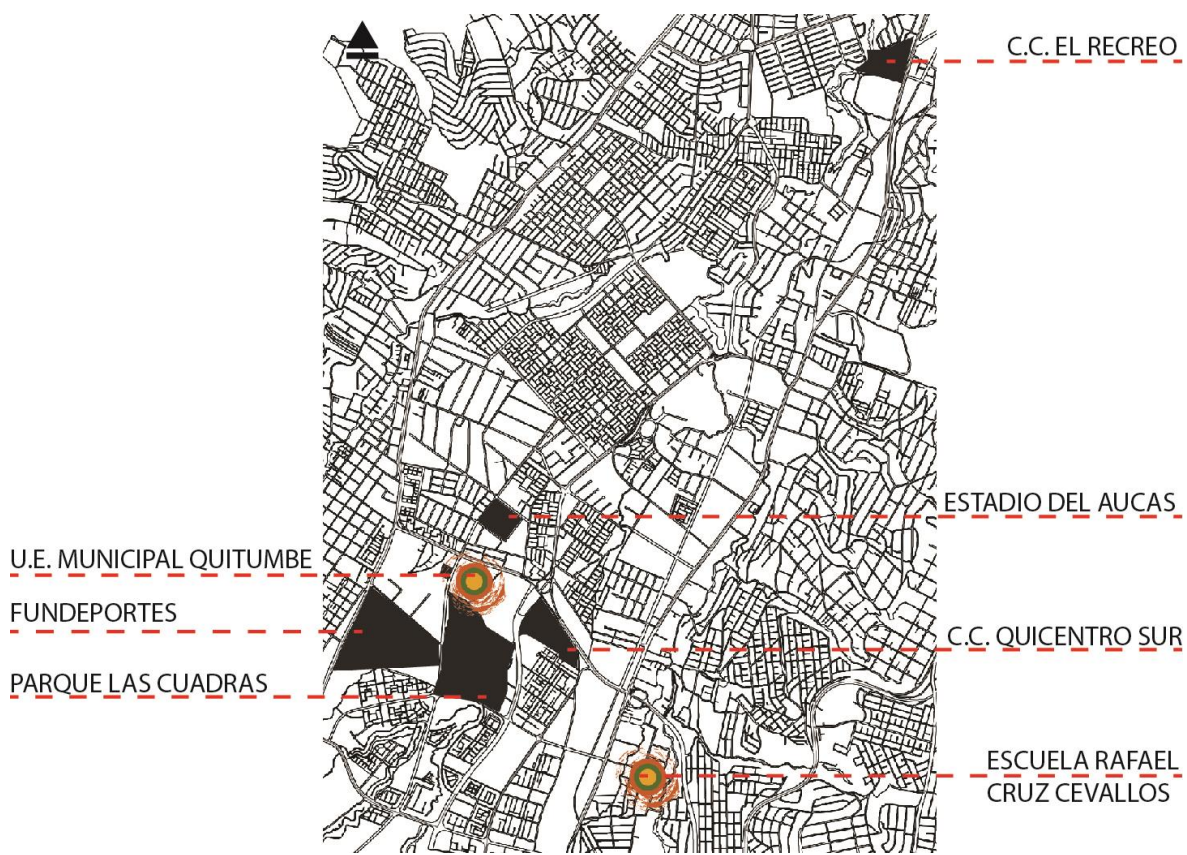 C.C. EL RECREO
ESTADIO DEL AUCAS
U.E. MUNICIPAL QUITUMBE
FUNDEPORTES
C.C. QUICENTRO SUR
PARQUE LAS CUADRAS
ESCUELA RAFAEL
CRUZ CEVALLOS